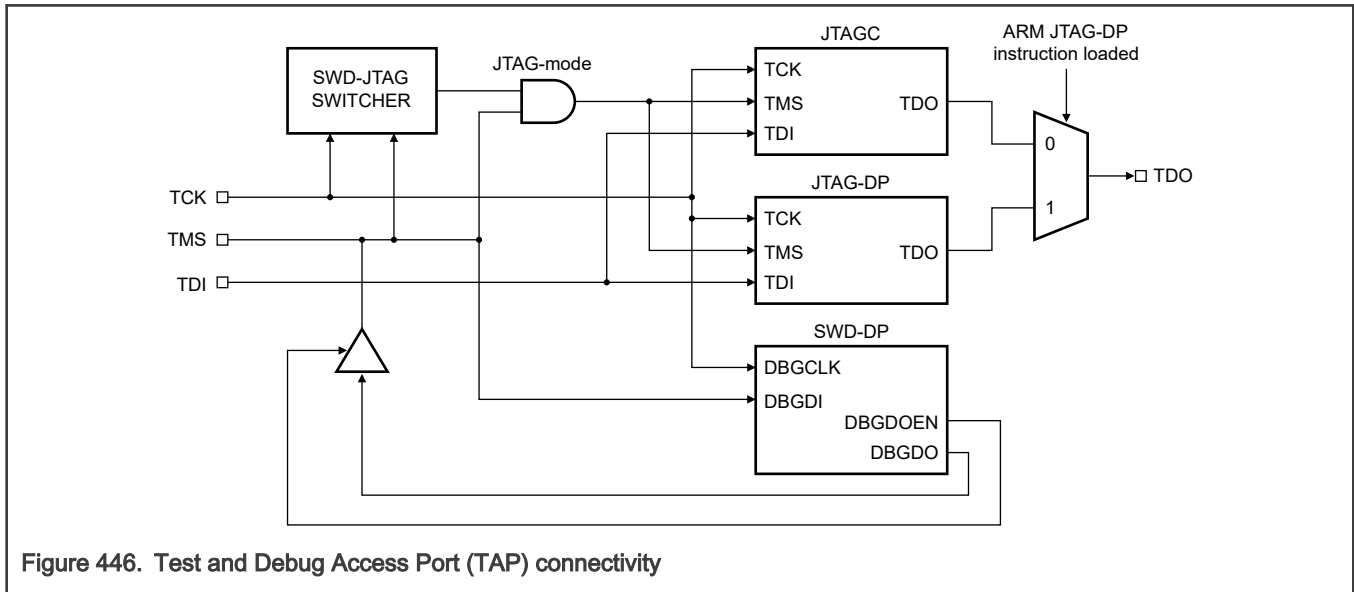 JTAGC
ARM JTAG-DP
instruction loaded
SWD-JTAG
SWITCHER
JTAG-mode
TCK
TMS
TDI
TDO
0
1
TDO
JTAG-DP
TCK
TMS
TDI
TDO
TCK
TMS
TDI
SWD-DP
DBGCLK
DBGDI
DBGDOEN
DBGDO
Figure 446. Test and Debug Access Port (TAP) connectivity